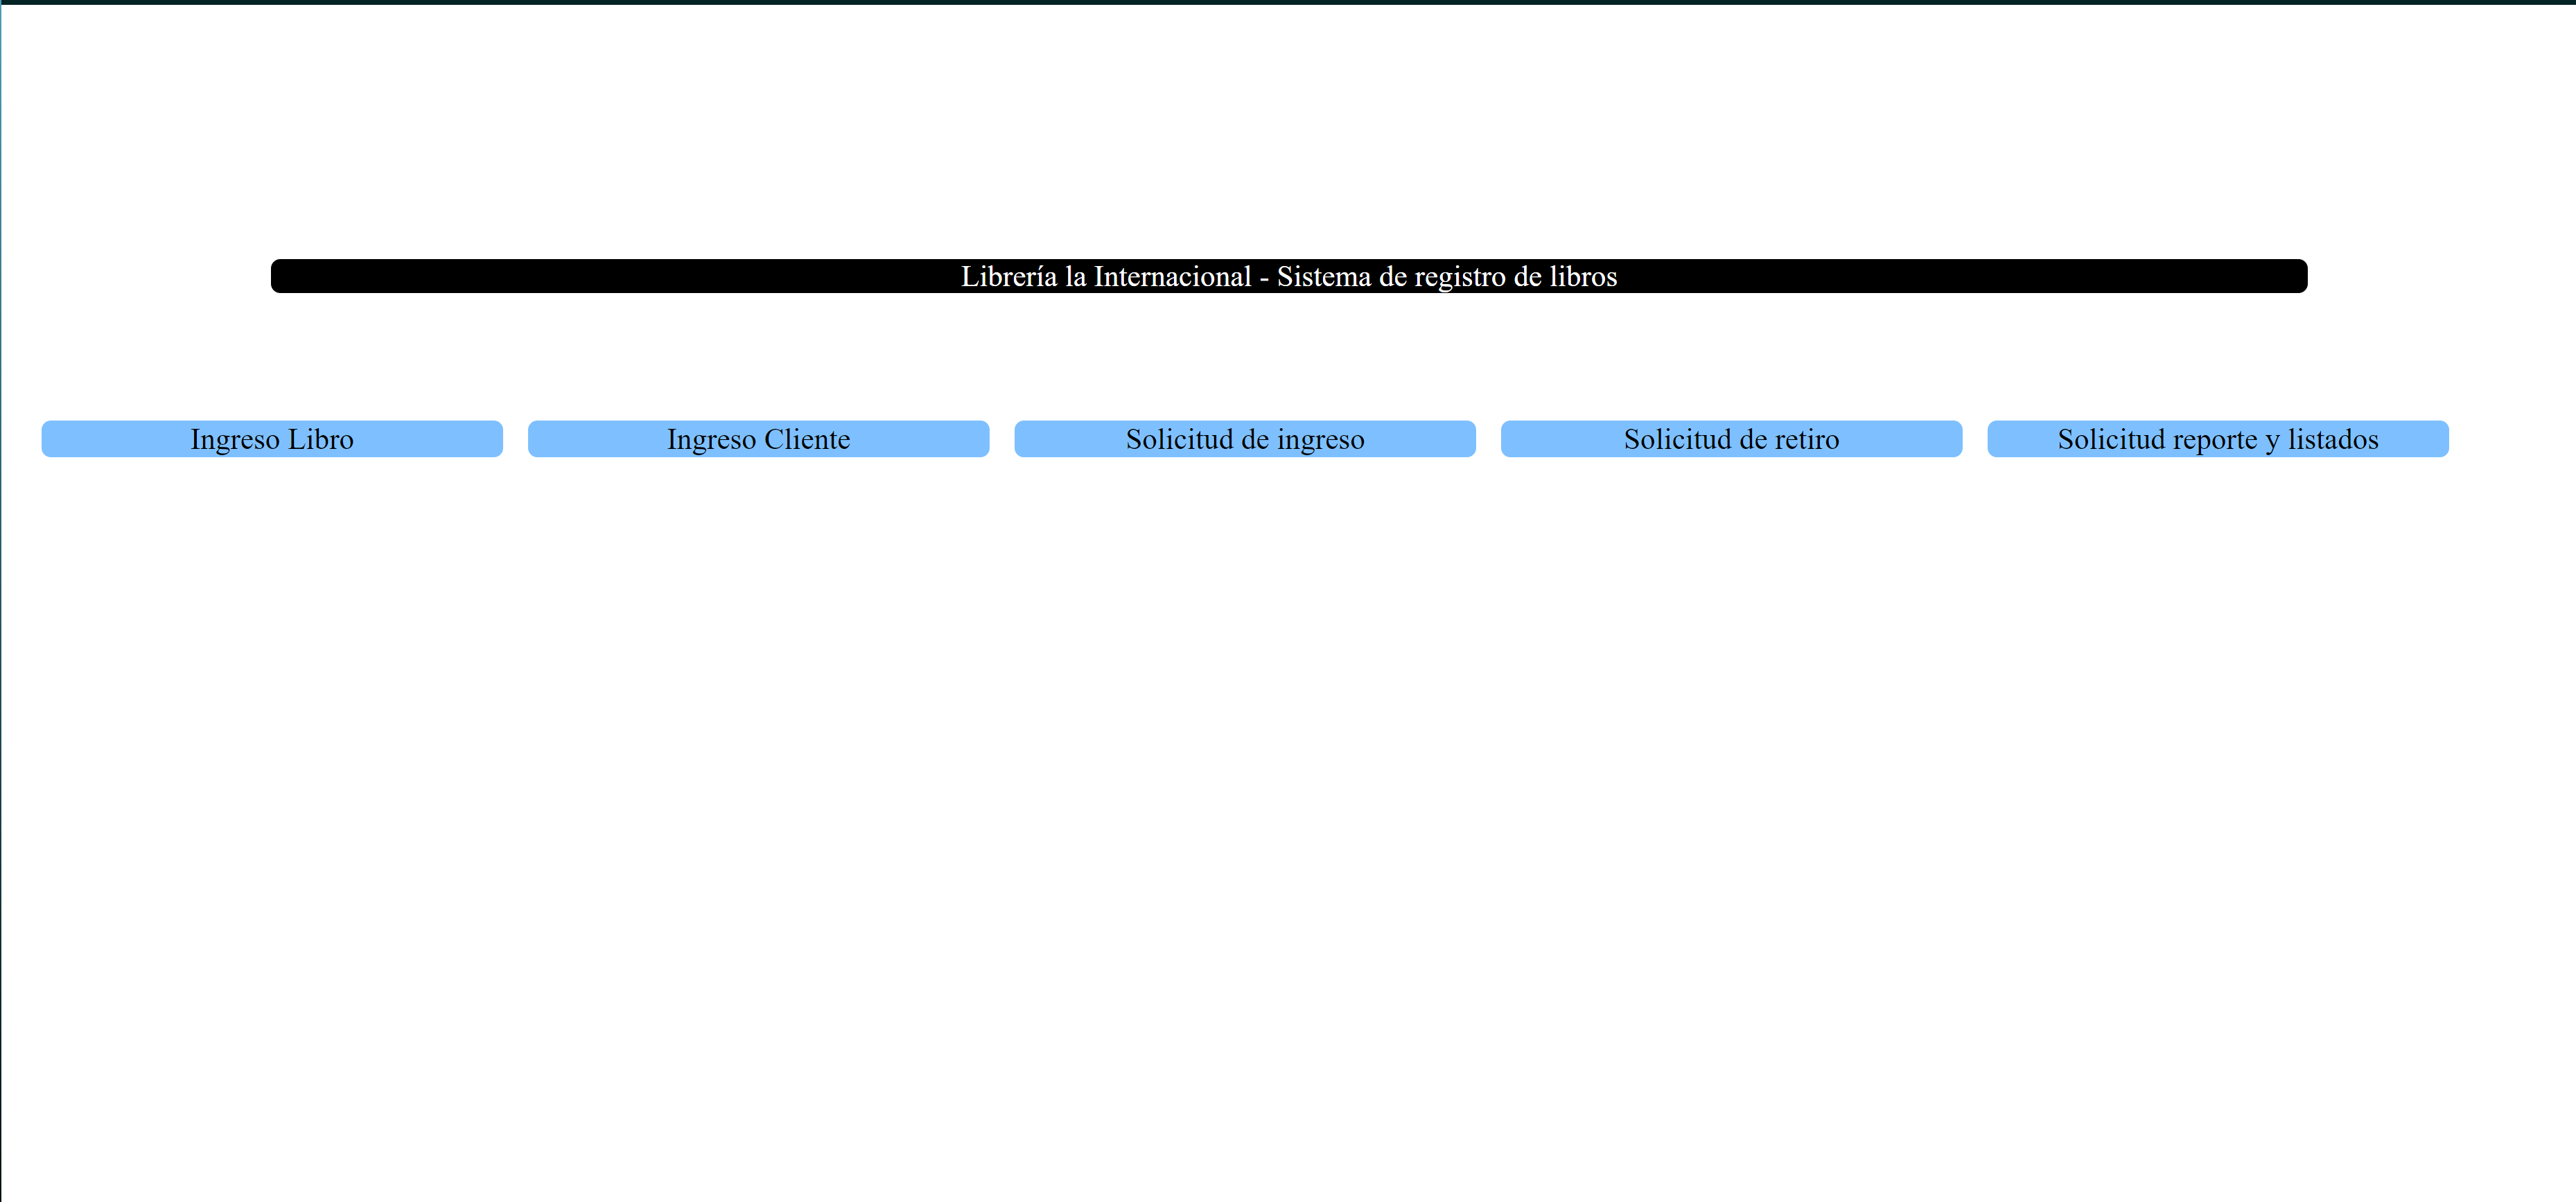 Librería la Internacional - Sistema de registro de libros
Ingreso Libro
Ingreso Cliente
Solicitud de ingreso
Solicitud de retiro
Solicitud reporte y listados